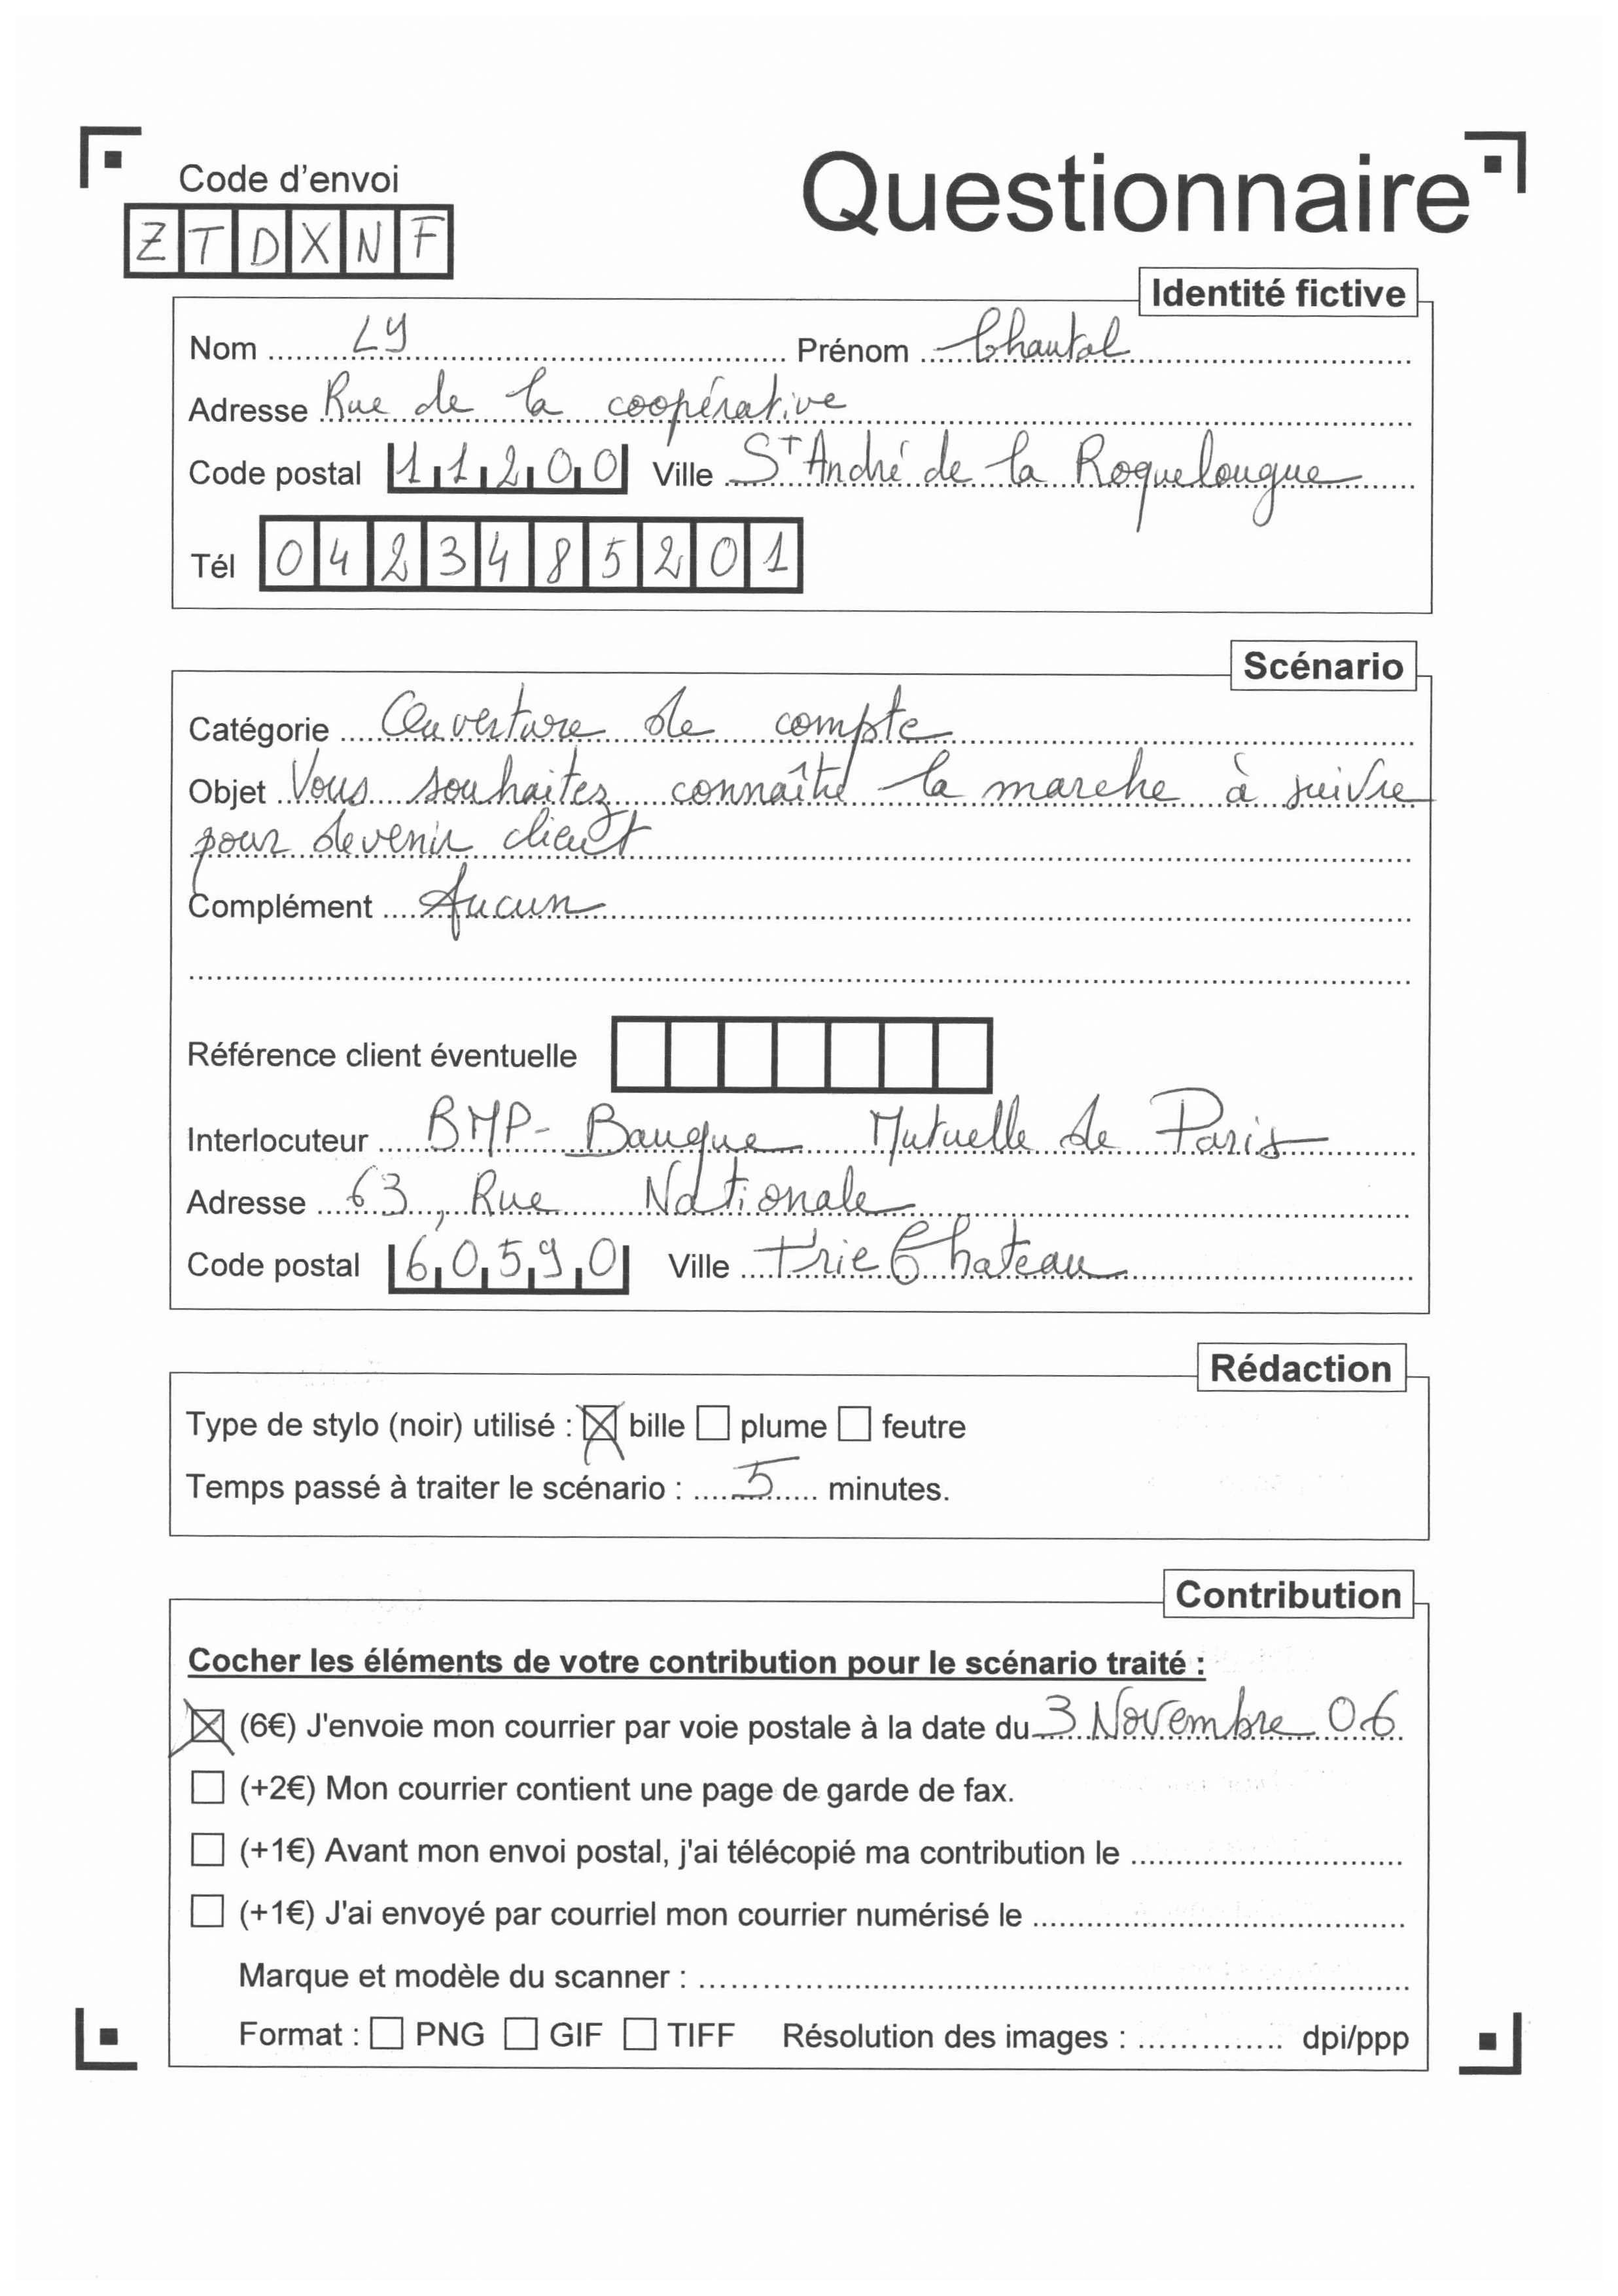 Code d'envoi
ZTDXNF
Questionnaire
Identité fictive
Nom LY Prénom Chantal
Adresse Rue de la coopérative
Code postal 11200 Ville St André de la Roquelongue
Tél 0423485201
Scénario
Catégorie Ouverture de compte
Objet Vous souhaitez connaître la marche à suivre
pour devenir client
Complément Aucun
Référence client éventuelle
Interlocuteur BMP- Banque Mutuelle de Paris
Adresse 63, Rue Nationale
Code postal 60590 Ville Trie Chateau
Rédaction
Type de stylo (noir) utilisé : bille plume feutre
Temps passé à traiter le scénario : 5 minutes.
Contribution
Cocher les éléments de votre contribution pour le scénario traité :
(6€) J'envoie mon courrier par voie postale à la date du 3 Novembre 06
(+2€) Mon courrier contient une page de garde de fax.
(+1€) Avant mon envoi postal, j'ai télécopié ma contribution le
(+1€) J'ai envoyé par courriel mon courrier numérisé le
Marque et modèle du scanner :
Format : PNG GIF TIFF Résolution des images : dpi/ppp